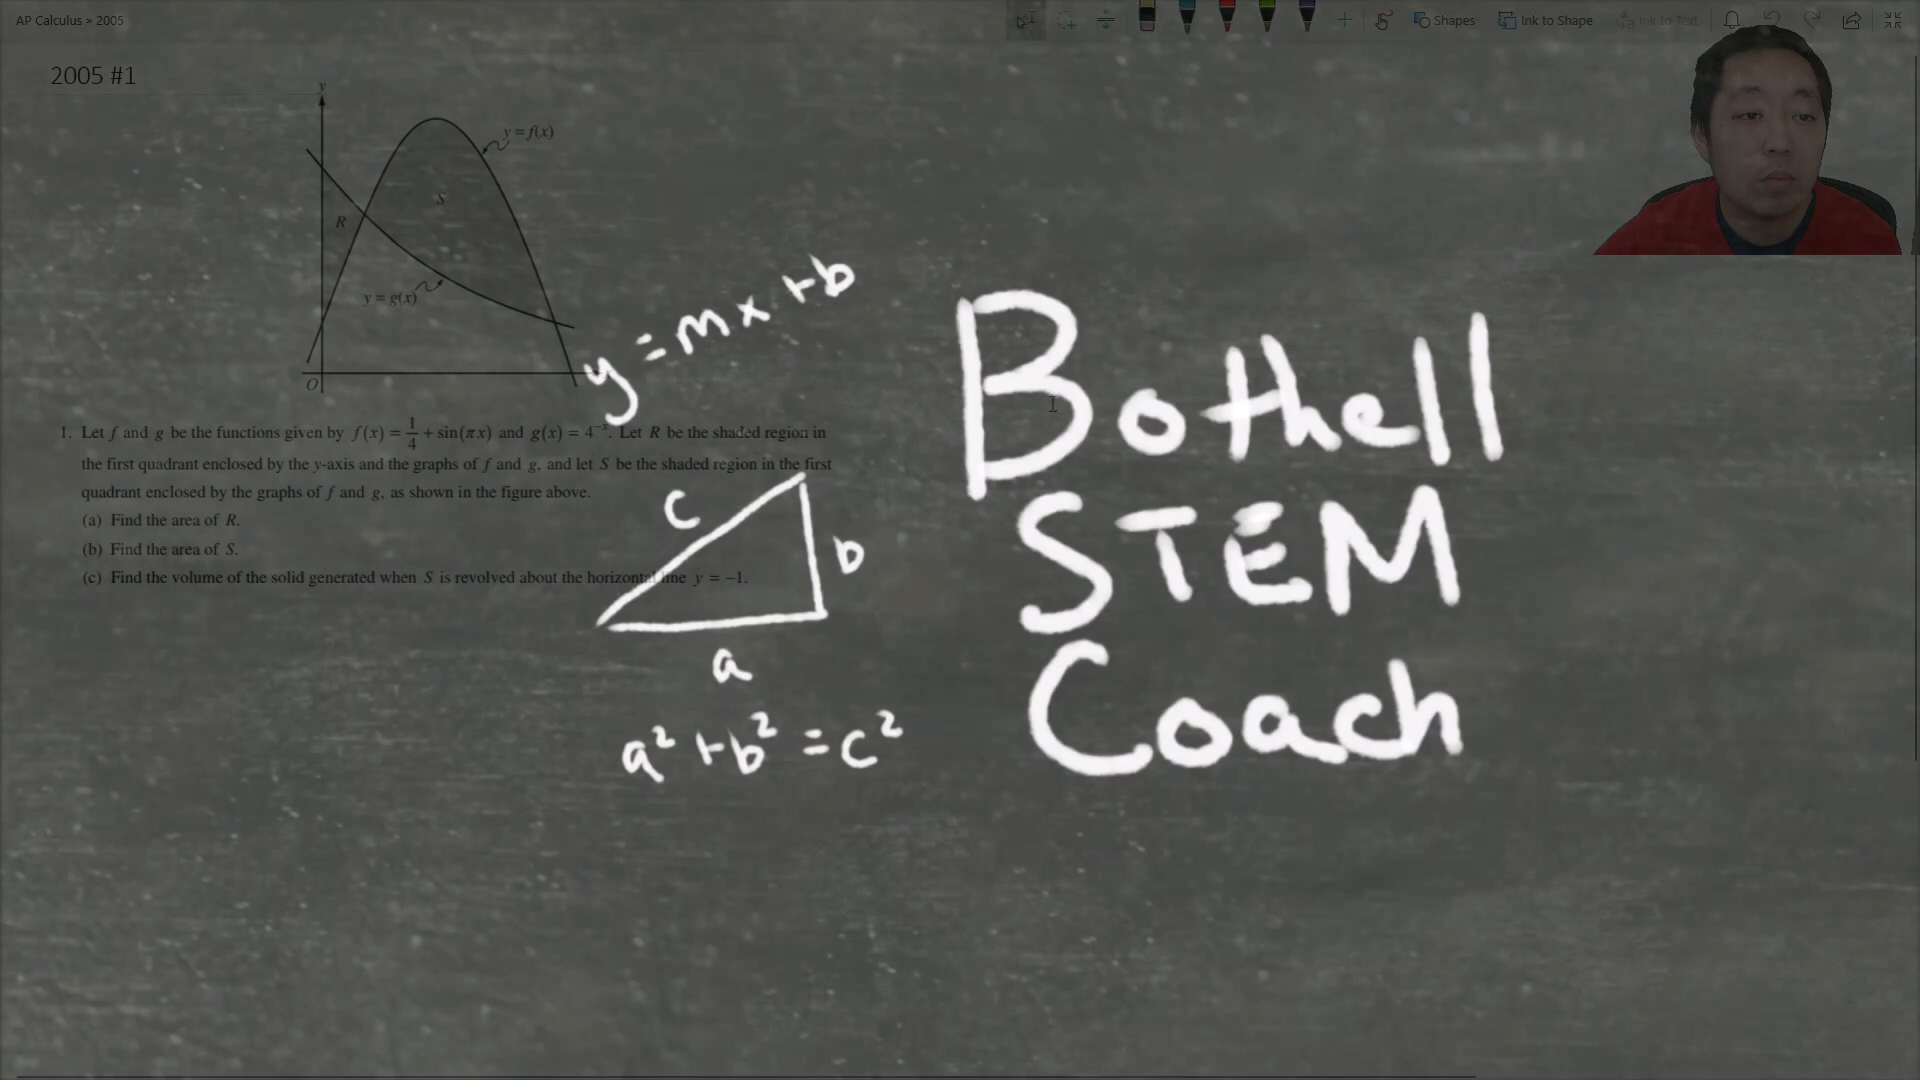 AP Calculus » 2005
Shapes
Ink to Shape
Ink to Text
2005 #1
y
y = f(x)
S
R
y = g(x)
O
y = mx + b
Bothell
STEM
Coach
1. Let f and g be the functions given by f(x) = 1/4 + sin(πx) and g(x) = 4^{-x}. Let R be the shaded region in
the first quadrant enclosed by the y-axis and the graphs of f and g, and let S be the shaded region in the first
quadrant enclosed by the graphs of f and g, as shown in the figure above.
(a) Find the area of R.
(b) Find the area of S.
(c) Find the volume of the solid generated when S is revolved about the horizontal line y = −1.
c
b
a
a² + b² = c²